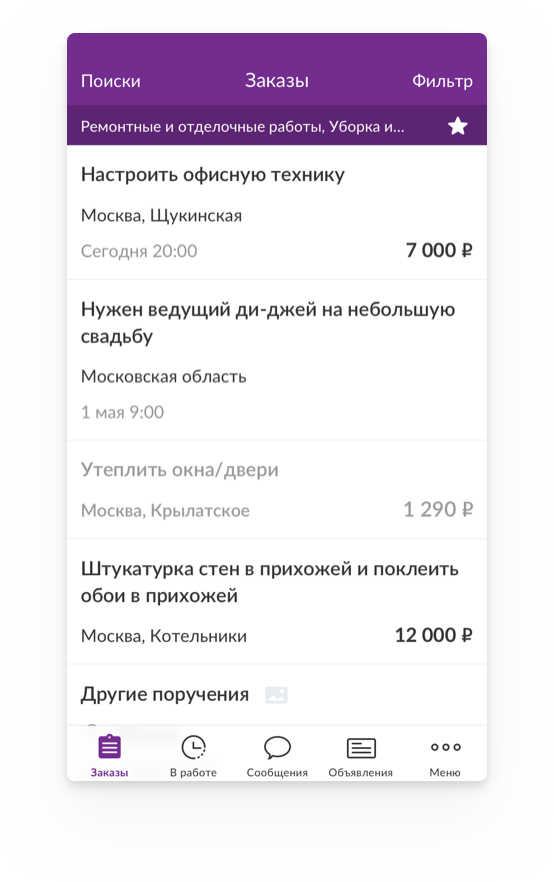 Поиски Заказы Фильтр
Ремонтные и отделочные работы, Уборка и...
Настроить офисную технику
Москва, Щукинская
Сегодня 20:00 7 000 ₽
Нужен ведущий ди-джей на небольшую
свадьбу
Московская область
1 мая 9:00
Утеплить окна/двери
Москва, Крылатское 1 290 ₽
Штукатурка стен в прихожей и поклеить
обои в прихожей
Москва, Котельники 12 000 ₽
Другие поручения
Заказы В работе Сообщения Объявления Меню